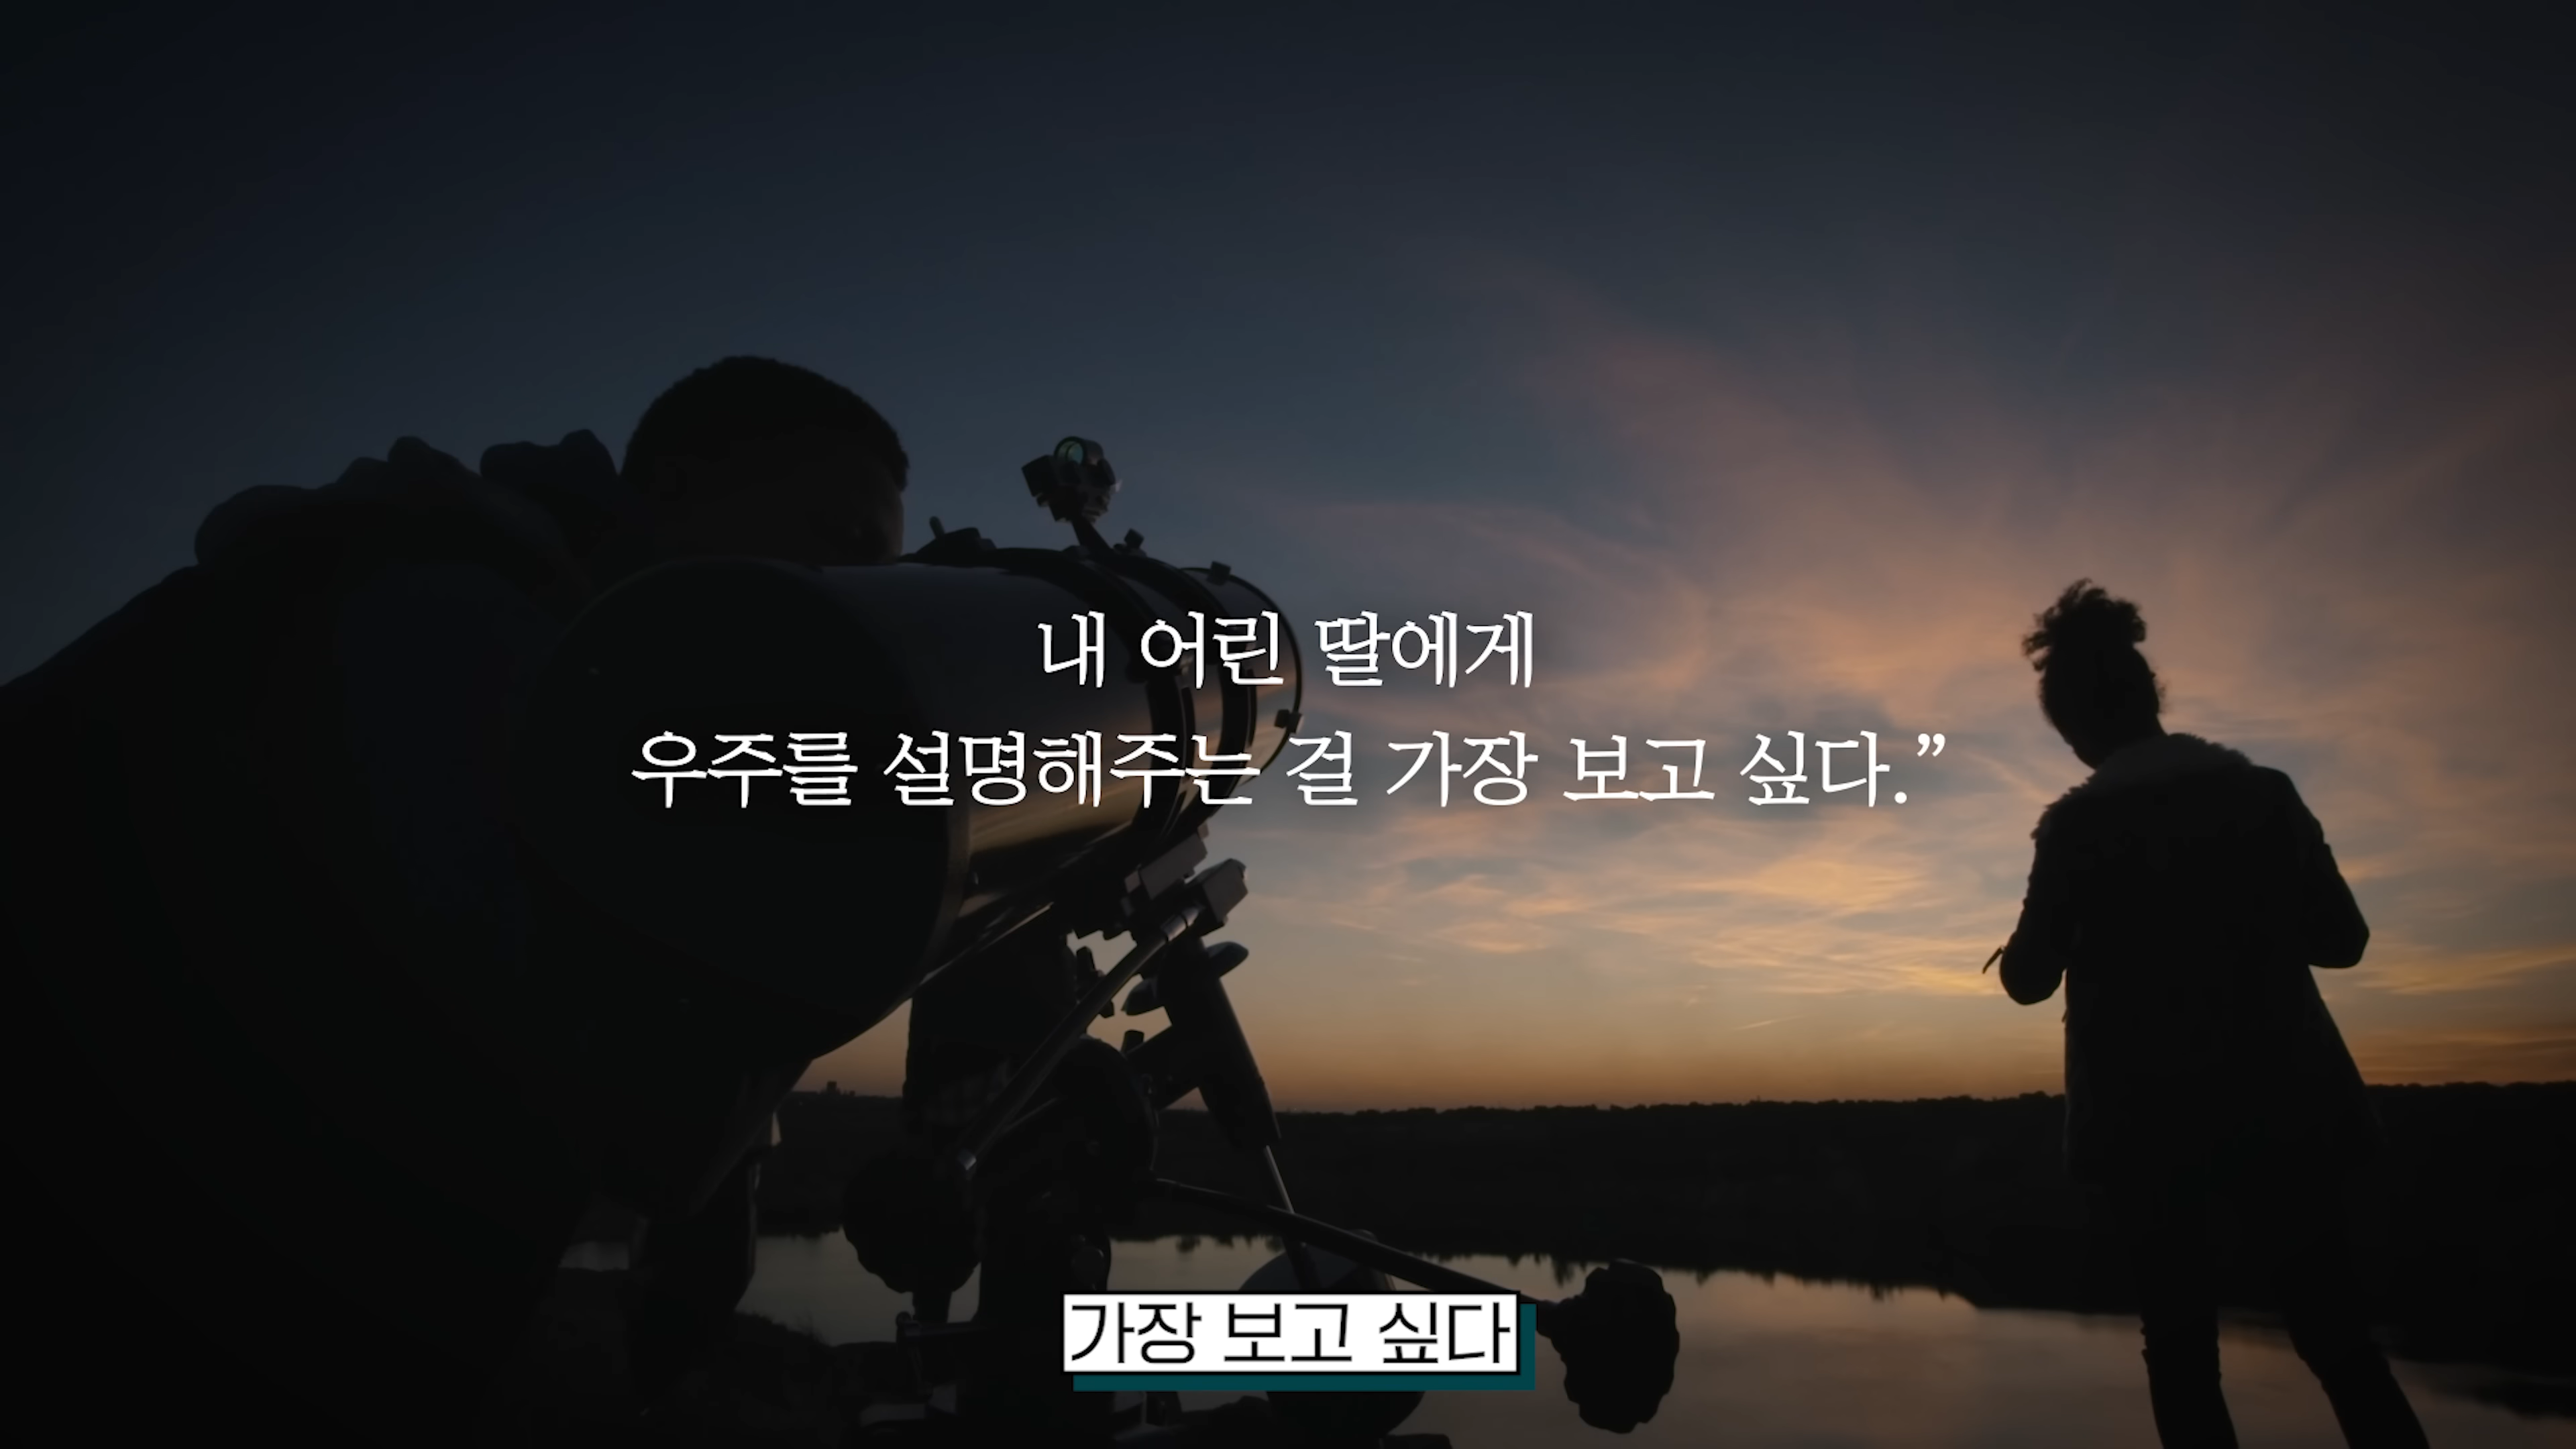 내 어린 딸에게
우주를 설명해주는 걸 가장 보고 싶다.”
가장 보고 싶다